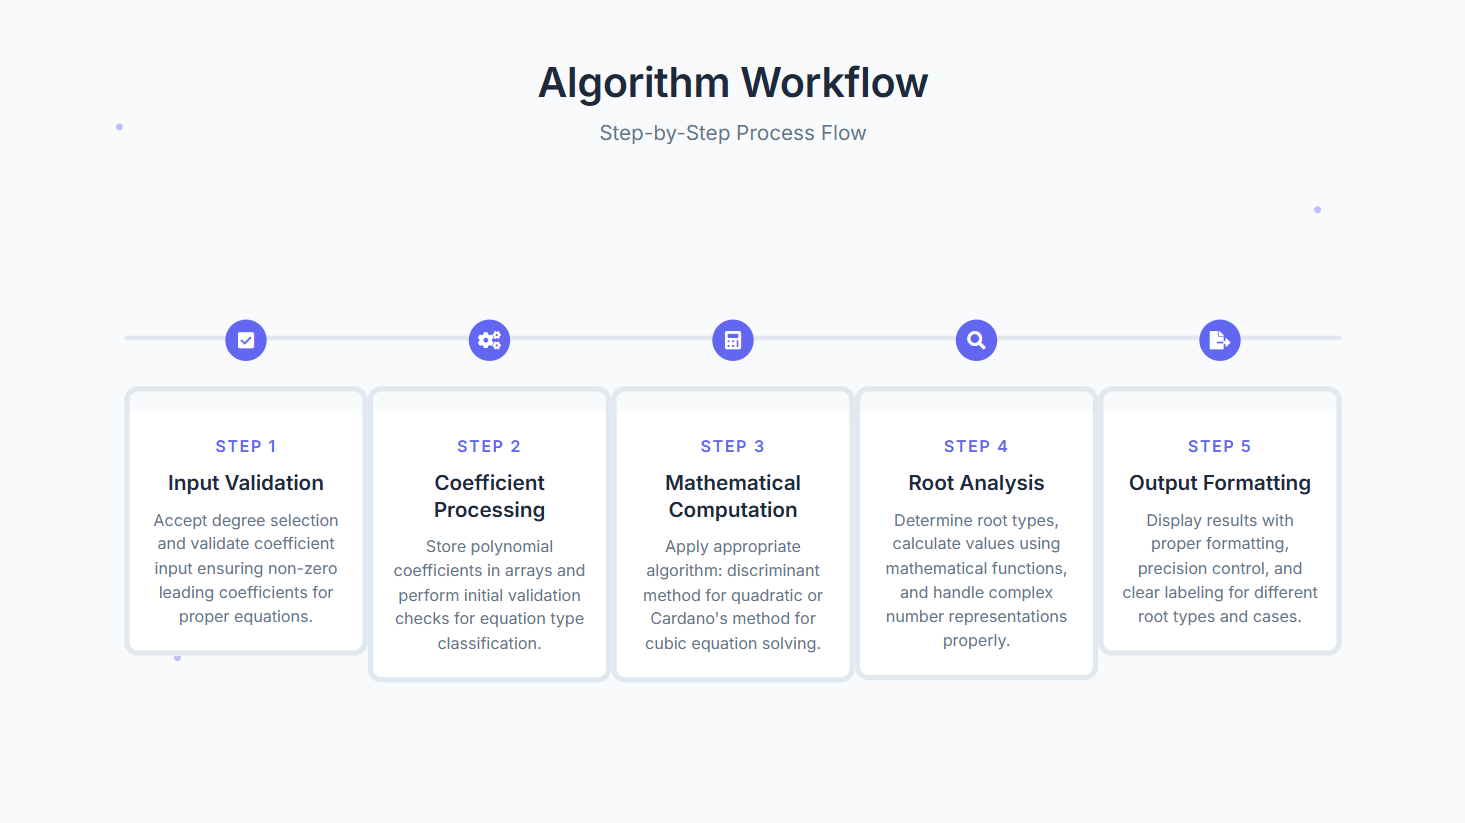 Algorithm Workflow
Step-by-Step Process Flow
STEP 1
Input Validation
Accept degree selection
and validate coefficient
input ensuring non-zero
leading coefficients for
proper equations.
STEP 2
Coefficient
Processing
Store polynomial
coefficients in arrays and
perform initial validation
checks for equation type
classification.
STEP 3
Mathematical
Computation
Apply appropriate
algorithm: discriminant
method for quadratic or
Cardano's method for
cubic equation solving.
STEP 4
Root Analysis
Determine root types,
calculate values using
mathematical functions,
and handle complex
number representations
properly.
STEP 5
Output Formatting
Display results with
proper formatting,
precision control, and
clear labeling for different
root types and cases.